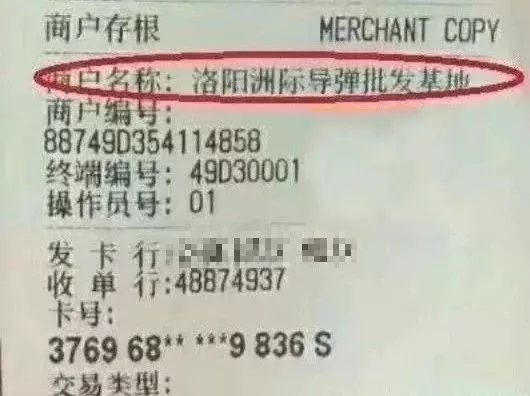 商户存根 MERCHANT COPY
商户名称: 洛阳洲际导弹批发基地
商户编号:
88749D354114858
终端编号: 49D30001
操作员号: 01
发卡行:
收单行:48874937
卡号:
3769 68** ***9 836 S
交易类型: